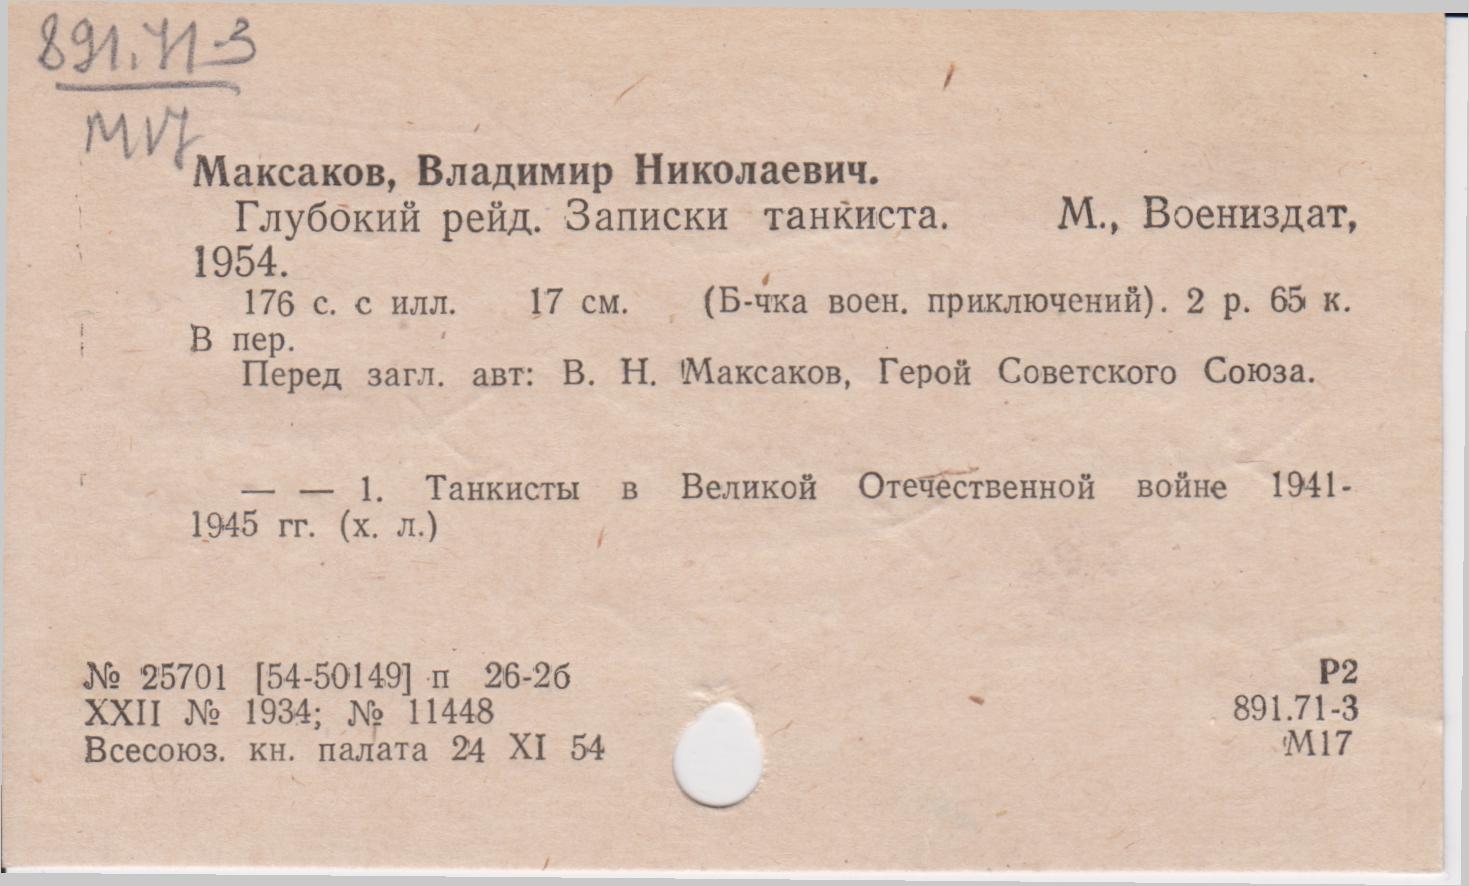 891.71-3
М17
Максаков, Владимир Николаевич.
Глубокий рейд. Записки танкиста. М., Воениздат,
1954.
176 с. с илл. 17 см. (Б-чка воен. приключений). 2 р. 65 к.
В пер.
Перед загл. авт: В. Н. Максаков, Герой Советского Союза.
— — 1. Танкисты в Великой Отечественной войне 1941-
1945 гг. (х. л.)
№ 25701 [54-50149] п 26-2б
Р2
XXII № 1934; № 11448
891.71-3
Всесоюз. кн. палата 24 XI 54
М17